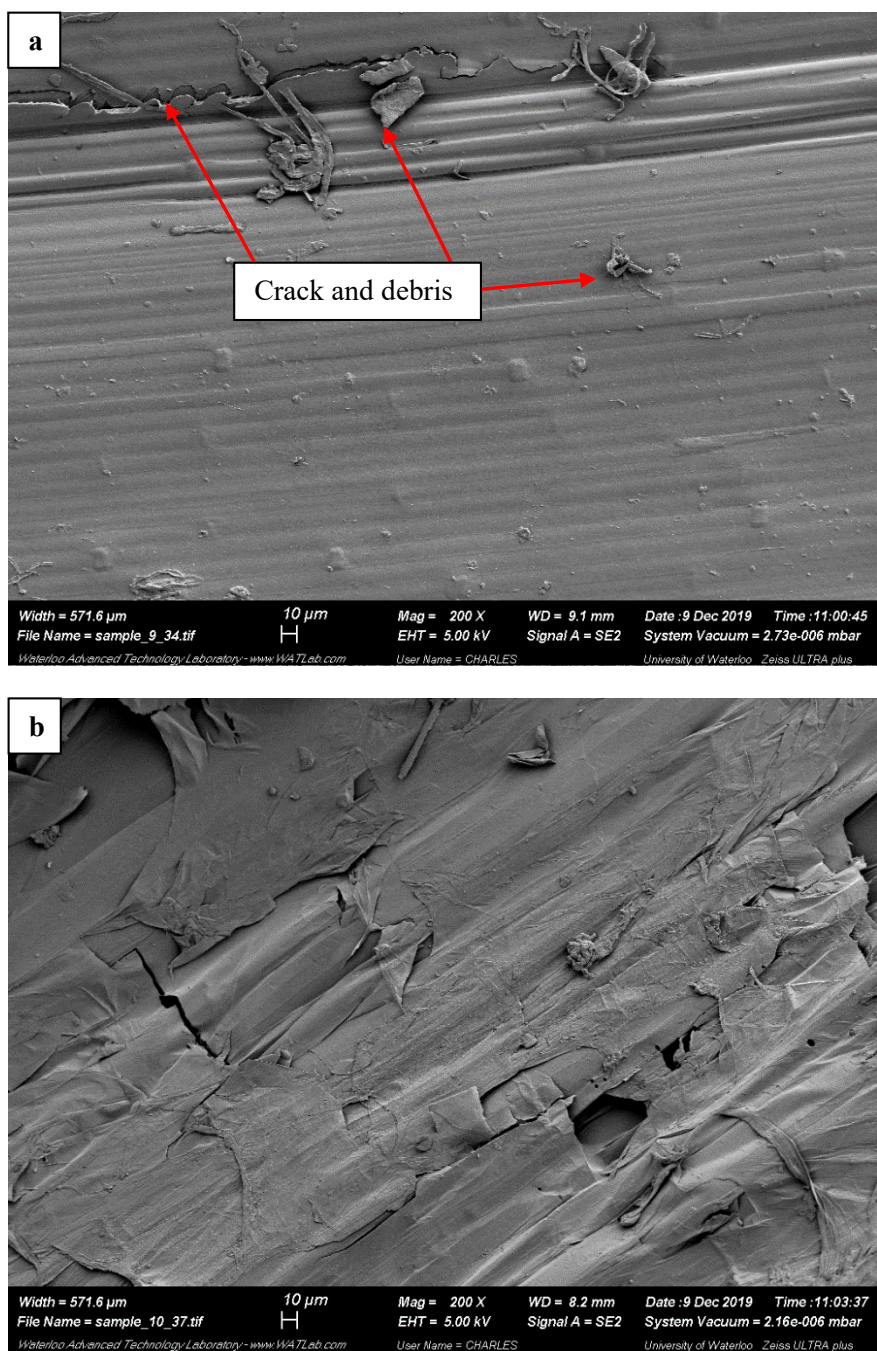 a
Crack and debris
Width = 571.6 µm 10 µm Mag = 200 X WD = 9.1 mm Date :9 Dec 2019 Time :11:00:45
File Name = sample_9_34.tif EHT = 5.00 kV Signal A = SE2 System Vacuum = 2.73e-006 mbar
Waterloo Advanced Technology Laboratory - www.WATLab.com User Name = CHARLES University of Waterloo Zeiss ULTRA plus
b
Width = 571.6 µm 10 µm Mag = 200 X WD = 8.2 mm Date :9 Dec 2019 Time :11:03:37
File Name = sample_10_37.tif EHT = 5.00 kV Signal A = SE2 System Vacuum = 2.16e-006 mbar
Waterloo Advanced Technology Laboratory - www.WATLab.com User Name = CHARLES University of Waterloo Zeiss ULTRA plus